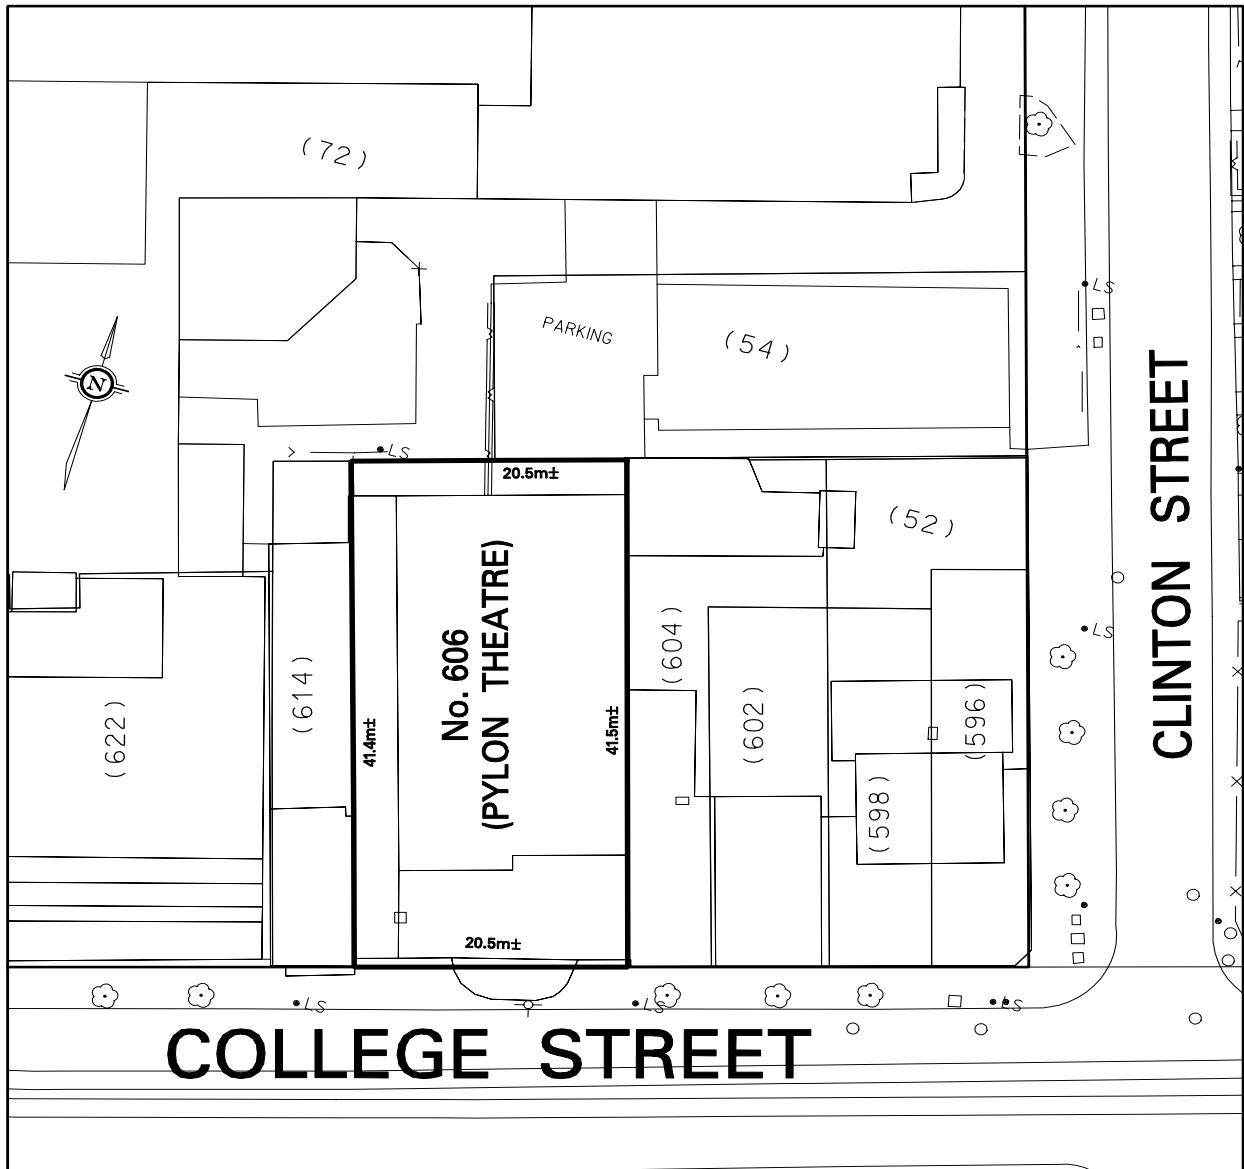 (72)
LS
PARKING
(54)
N
LS
20.5m±
(52)
CLINTON STREET
No. 606
(PYLON THEATRE)
LS
(604)
(614)
(596)
(602)
(622)
41.4m±
41.5m±
(598)
20.5m±
LS
LS
LS
COLLEGE STREET